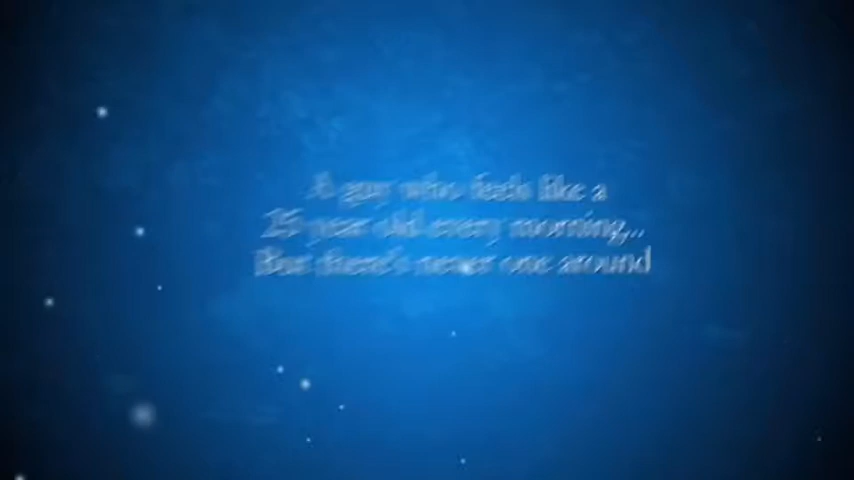 A guy who feels like a
25 year old every morning...
But there's never one around